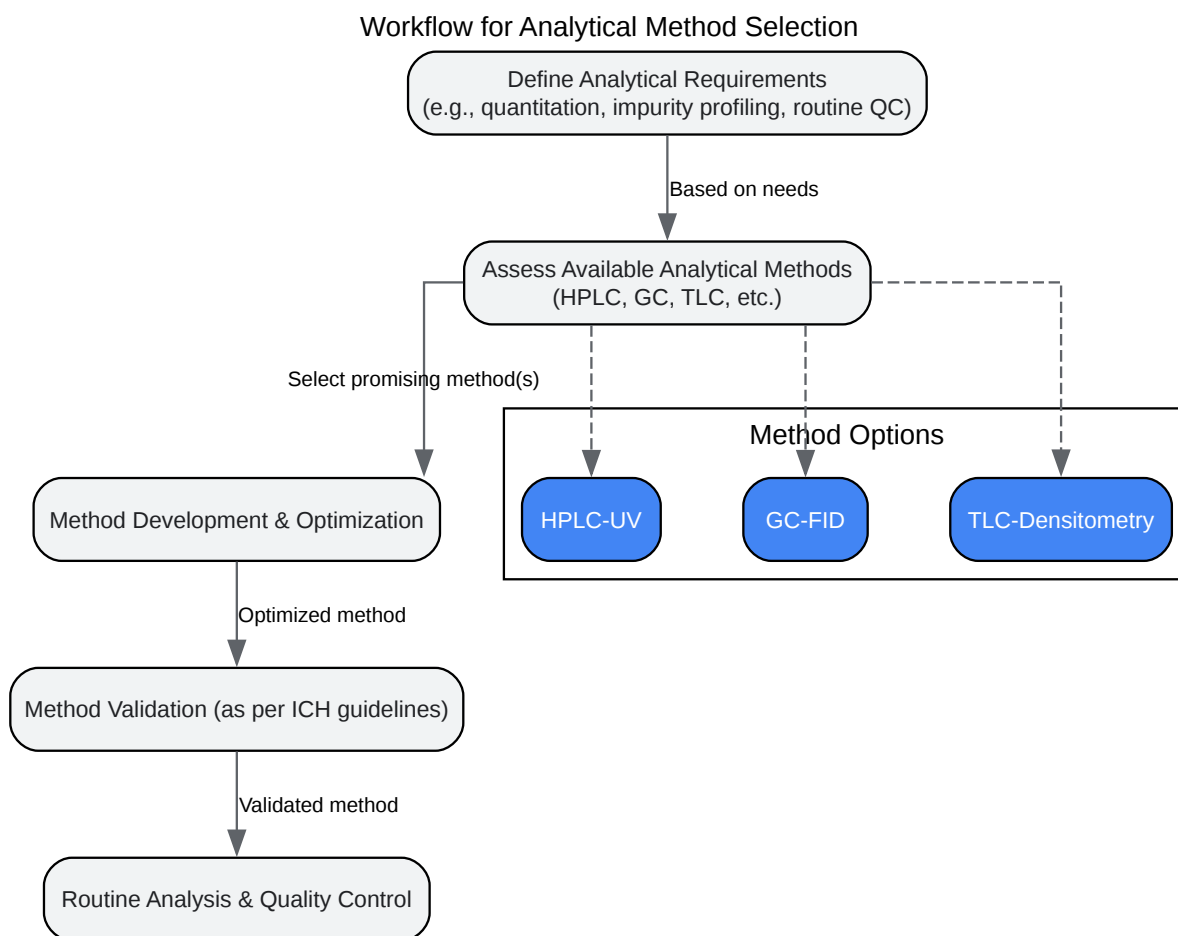 Workflow for Analytical Method Selection
Define Analytical Requirements
(e.g., quantitation, impurity profiling, routine QC)
Based on needs
Assess Available Analytical Methods
(HPLC, GC, TLC, etc.)
Select promising method(s)
Method Options
Method Development & Optimization
HPLC-UV
GC-FID
TLC-Densitometry
Optimized method
Method Validation (as per ICH guidelines)
Validated method
Routine Analysis & Quality Control